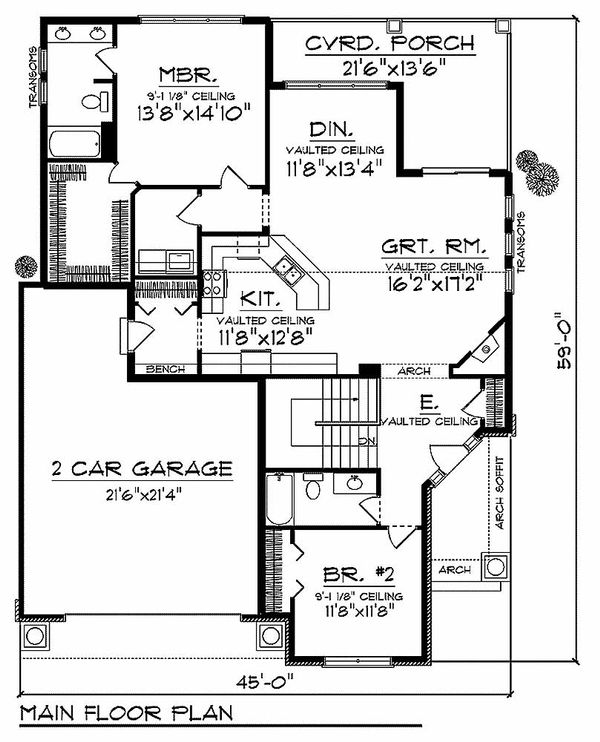 CVRD. PORCH
21'6"x13'6"
TRANSOMS
MBR.
9'-1 1/8" CEILING
13'8"x14'10"
DIN.
VAULTED CEILING
11'8"x13'4"
TRANSOMS
GRT. RM.
VAULTED CEILING
16'2"x17'2"
KIT.
VAULTED CEILING
11'8"x12'8"
59'-0"
BENCH
ARCH
E.
VAULTED CEILING
DN.
2 CAR GARAGE
21'6"x21'4"
ARCH SOFFIT
ARCH
BR. #2
9'-1 1/8" CEILING
11'8"x11'8"
45'-0"
MAIN FLOOR PLAN